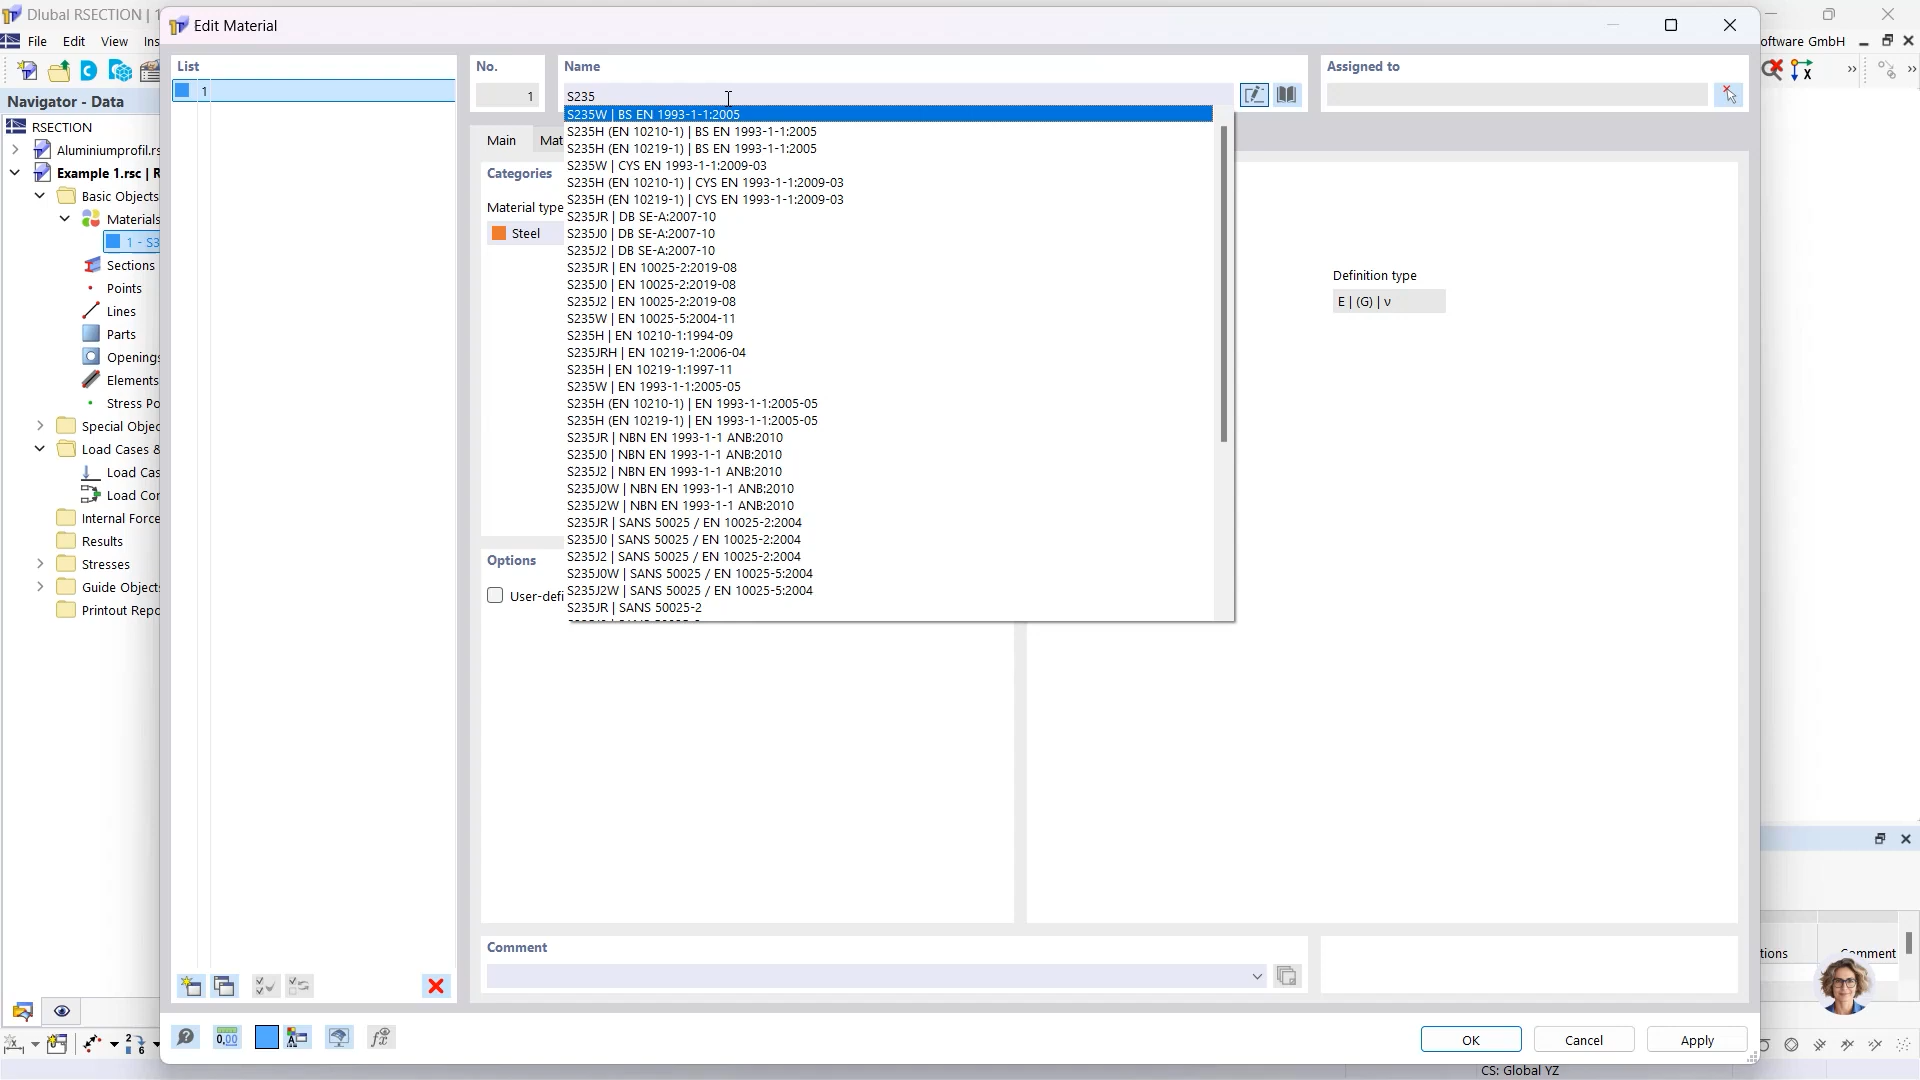 Dlubal RSECTION | 1
Edit Material
File Edit View Ins
oftware GmbH
Navigator - Data
RSECTION
Aluminiumprofil.rs
Example 1.rsc | R
Basic Objects
Materials
1 - S3
Sections
Points
Lines
Parts
Openings
Elements
Stress Po
Special Objec
Load Cases &
Load Cas
Load Cor
Internal Force
Results
Stresses
Guide Object
Printout Repo
List
1
No.
1
Name
S235
Assigned to
S235W | BS EN 1993-1-1:2005
S235H (EN 10210-1) | BS EN 1993-1-1:2005
S235H (EN 10219-1) | BS EN 1993-1-1:2005
S235W | CYS EN 1993-1-1:2009-03
S235H (EN 10210-1) | CYS EN 1993-1-1:2009-03
S235H (EN 10219-1) | CYS EN 1993-1-1:2009-03
S235JR | DB SE-A:2007-10
S235J0 | DB SE-A:2007-10
S235J2 | DB SE-A:2007-10
S235JR | EN 10025-2:2019-08
S235J0 | EN 10025-2:2019-08
S235J2 | EN 10025-2:2019-08
S235W | EN 10025-5:2004-11
S235H | EN 10210-1:1994-09
S235JRH | EN 10219-1:2006-04
S235H | EN 10219-1:1997-11
S235W | EN 1993-1-1:2005-05
S235H (EN 10210-1) | EN 1993-1-1:2005-05
S235H (EN 10219-1) | EN 1993-1-1:2005-05
S235JR | NBN EN 1993-1-1 ANB:2010
S235J0 | NBN EN 1993-1-1 ANB:2010
S235J2 | NBN EN 1993-1-1 ANB:2010
S235J0W | NBN EN 1993-1-1 ANB:2010
S235J2W | NBN EN 1993-1-1 ANB:2010
S235JR | SANS 50025 / EN 10025-2:2004
S235J0 | SANS 50025 / EN 10025-2:2004
S235J2 | SANS 50025 / EN 10025-2:2004
S235J0W | SANS 50025 / EN 10025-5:2004
S235J2W | SANS 50025 / EN 10025-5:2004
S235JR | SANS 50025-2
Main Mat
Categories
Material type
Steel
Definition type
E | (G) | ν
Options
User-defi
Comment
tions
Comment
OK
Cancel
Apply
CS: Global YZ